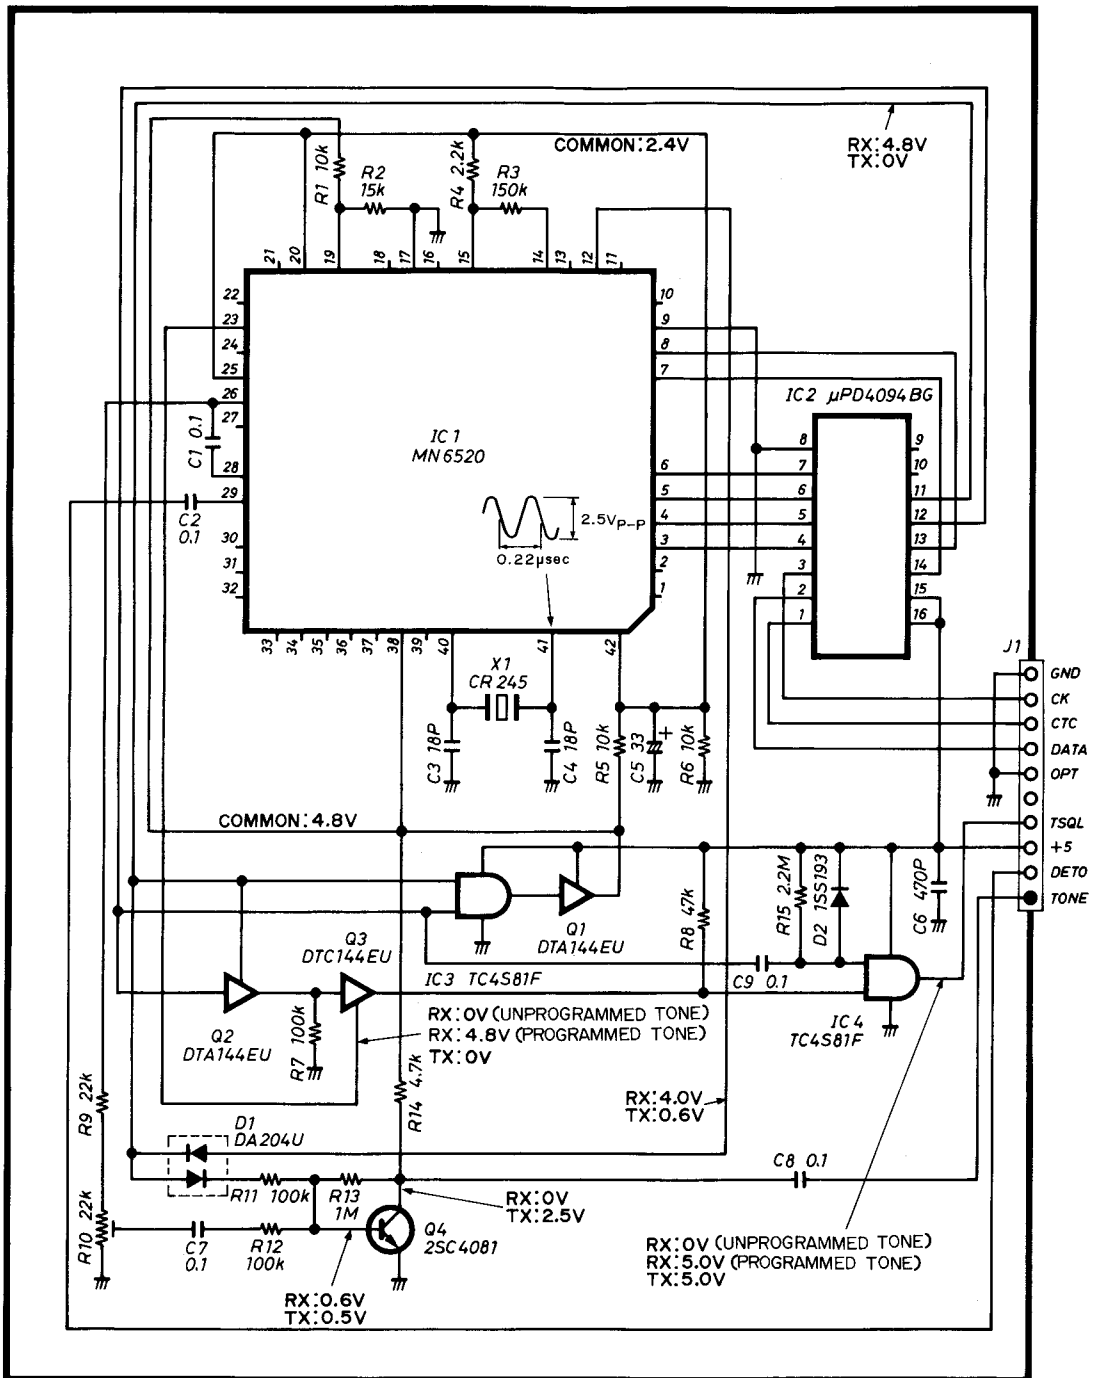 RX:4.8V
TX:0V
COMMON:2.4V
R1 10k
R2
15k
R4 2.2k
R3
150k
21
20
19
18
17
16
15
14
13
12
11
22
23
24
25
26
27
28
29
30
31
32
10
9
8
7
6
5
4
3
2
1
C1 0.1
C2
0.1
IC1
MN6520
2.5VP-P
0.22μsec
IC2 μPD4094BG
8
7
6
5
4
3
2
1
9
10
11
12
13
14
15
16
33
34
35
36
37
38
39
40
41
42
X1
CR245
C3 18P
C4 18P
R5 10k
C5 33
+
R6 10k
J1
GND
CK
CTC
DATA
OPT
TSQL
+5
DETO
TONE
COMMON:4.8V
Q1
DTA144EU
R8 47k
R15 2.2M
D2 1SS193
C6 470P
Q3
DTC144EU
IC3 TC4S81F
C9 0.1
Q2
DTA144EU
R7 100k
RX:0V (UNPROGRAMMED TONE)
RX:4.8V (PROGRAMMED TONE)
TX:0V
IC4
TC4S81F
R14 4.7k
RX:4.0V
TX:0.6V
R9 22k
D1
DA204U
R11 100k
R13
1M
C8 0.1
RX:0V
TX:2.5V
R10 22k
C7
0.1
R12
100k
Q4
2SC4081
RX:0.6V
TX:0.5V
RX:0V (UNPROGRAMMED TONE)
RX:5.0V (PROGRAMMED TONE)
TX:5.0V